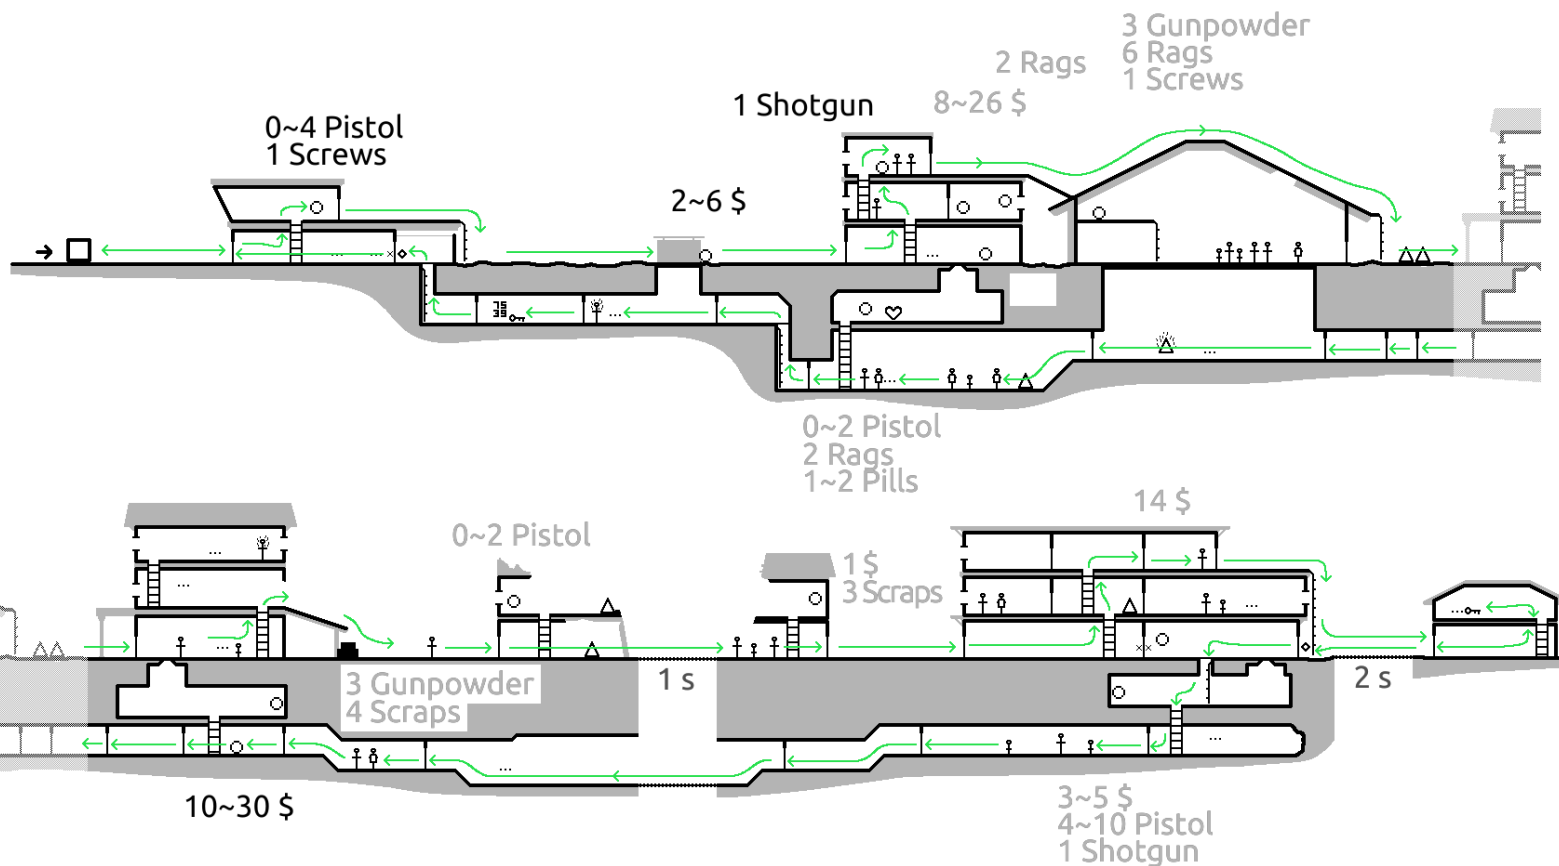 3 Gunpowder
6 Rags
1 Screws
2 Rags
8~26 $
1 Shotgun
0~4 Pistol
1 Screws
2~6 $
0~2 Pistol
2 Rags
1~2 Pills
14 $
0~2 Pistol
1 $
3 Scraps
3 Gunpowder
4 Scraps
1 s
2 s
10~30 $
3~5 $
4~10 Pistol
1 Shotgun